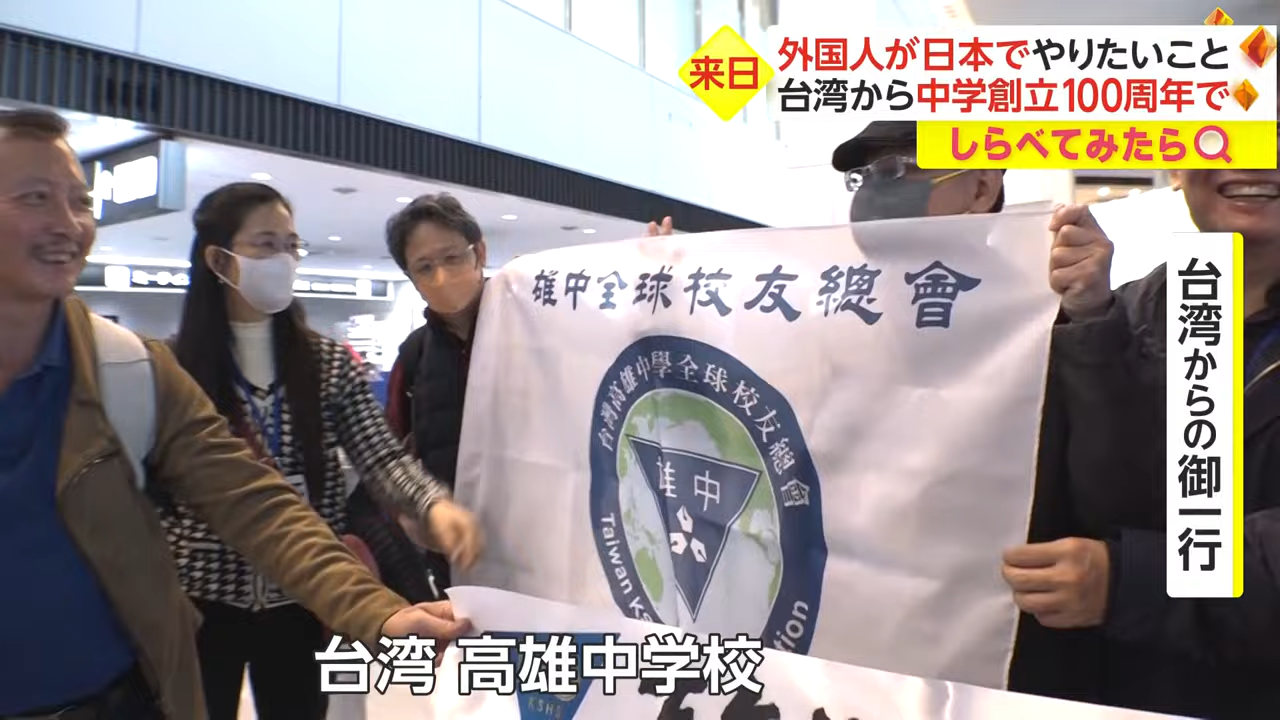 来日
外国人が日本でやりたいこと
台湾から中学創立100周年で
しらべてみたら
台湾からの御一行
雄中全球校友總會
台灣高雄中學全球校友總會
雄中
Taiwan
台湾 高雄中学校
KSHS